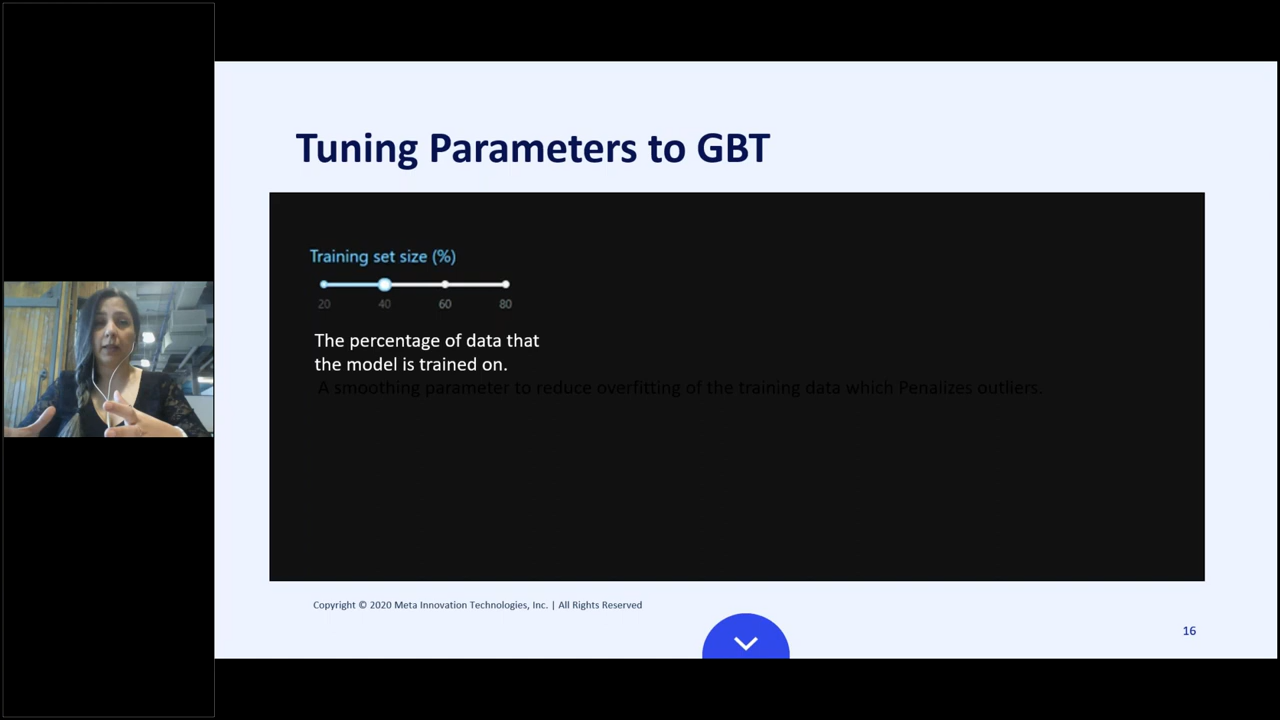 Tuning Parameters to GBT
Training set size (%)
20 40 60 80
The percentage of data that
the model is trained on.
A smoothing parameter to reduce overfitting of the training data which Penalizes outliers.
Copyright © 2020 Meta Innovation Technologies, Inc. | All Rights Reserved
16